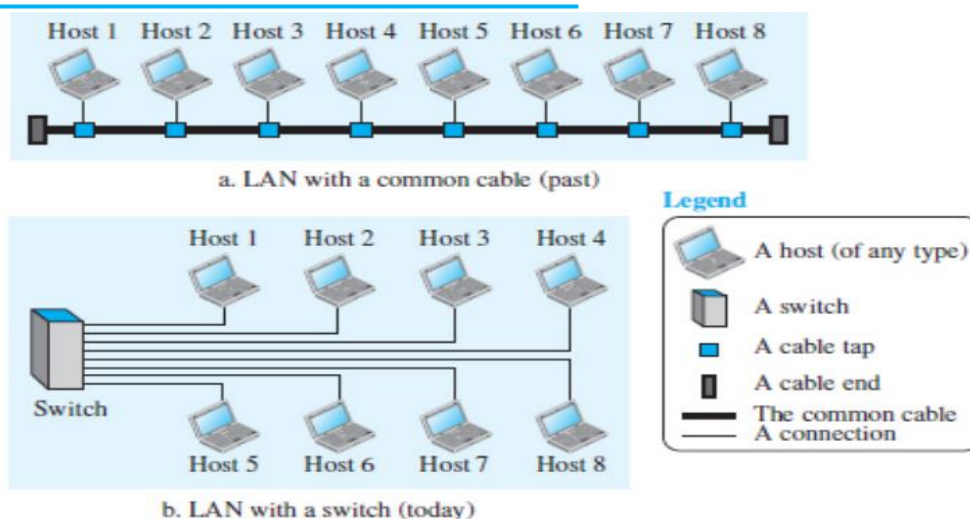 Host 1 Host 2 Host 3 Host 4 Host 5 Host 6 Host 7 Host 8
a. LAN with a common cable (past)
Host 1 Host 2 Host 3 Host 4
Switch
Host 5 Host 6 Host 7 Host 8
b. LAN with a switch (today)
Legend
A host (of any type)
A switch
A cable tap
A cable end
The common cable
A connection